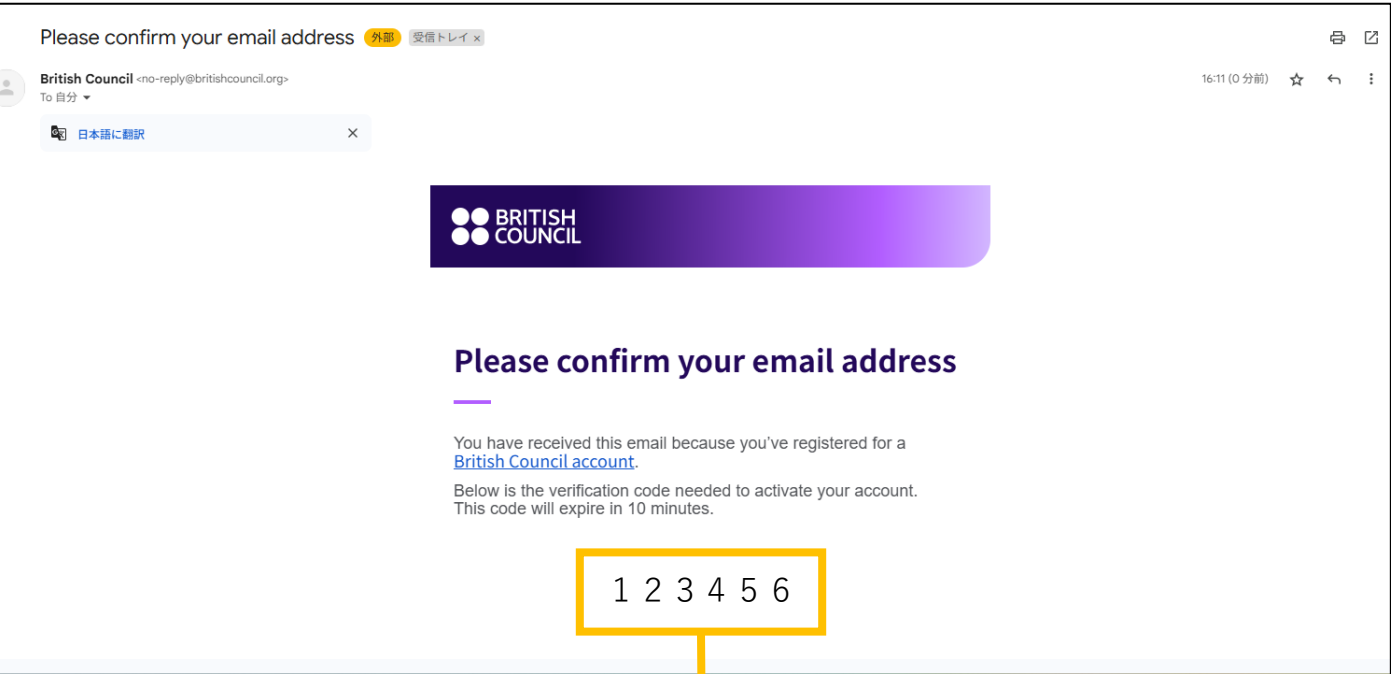 Please confirm your email address 外部 受信トレイ ×
British Council <no-reply@britishcouncil.org> 16:11 (0 分前)
To 自分
日本語に翻訳 ×
BRITISH
COUNCIL
Please confirm your email address
You have received this email because you've registered for a
British Council account.
Below is the verification code needed to activate your account.
This code will expire in 10 minutes.
1 2 3 4 5 6